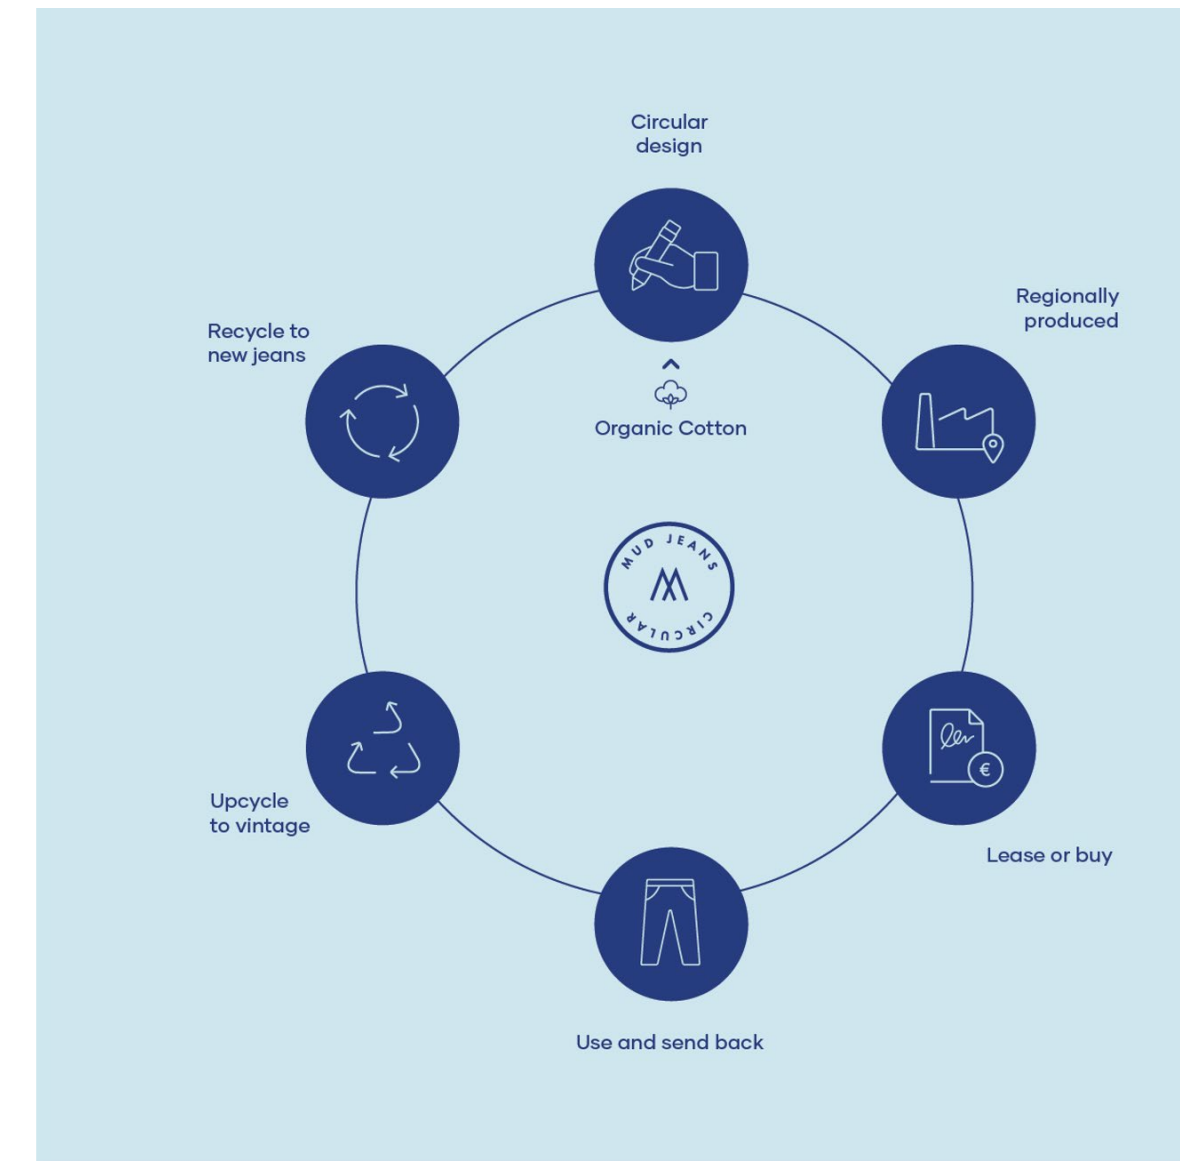 Circular
design
Regionally
produced
Recycle to
new jeans
Organic Cotton
MUD JEANS
CIRCULAR
€
Upcycle
to vintage
Lease or buy
Use and send back